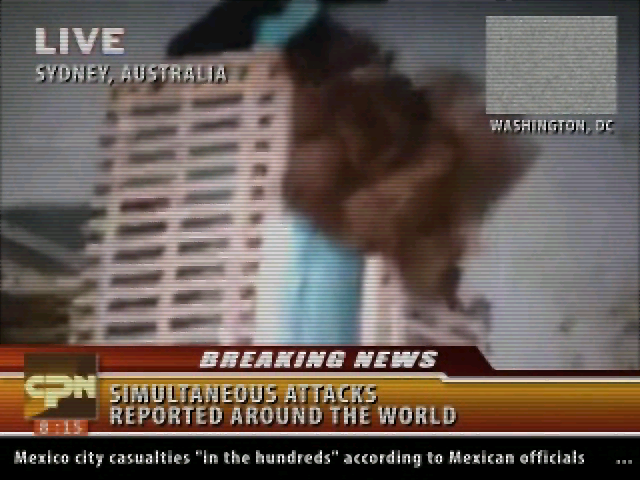 LIVE
SYDNEY, AUSTRALIA
WASHINGTON, DC
BREAKING NEWS
CPN
SIMULTANEOUS ATTACKS
REPORTED AROUND THE WORLD
8:15
Mexico city casualties "in the hundreds" according to Mexican officials ...